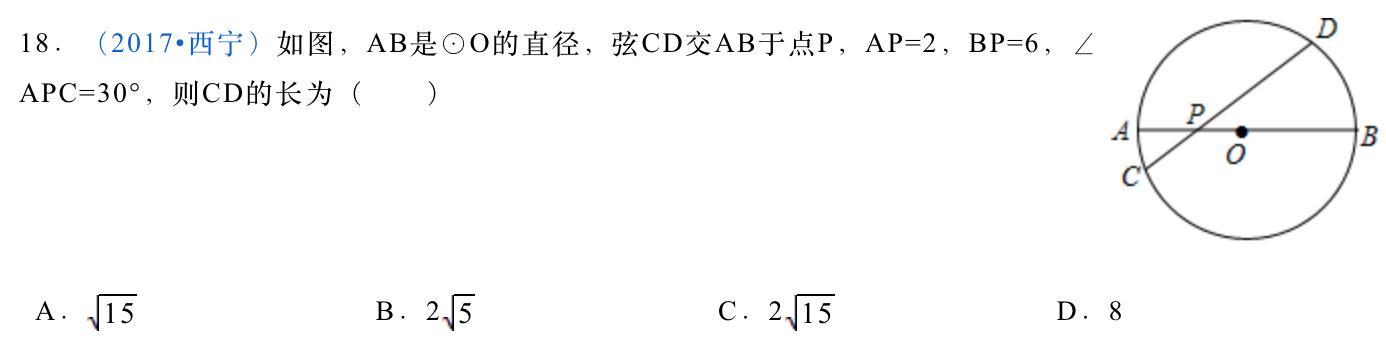 18．（2017•西宁）如图，AB是⊙O的直径，弦CD交AB于点P，AP=2，BP=6，∠
APC=30°，则CD的长为（　　）
D
P
A
B
O
C
A．√15　B．2√5　C．2√15　D．8